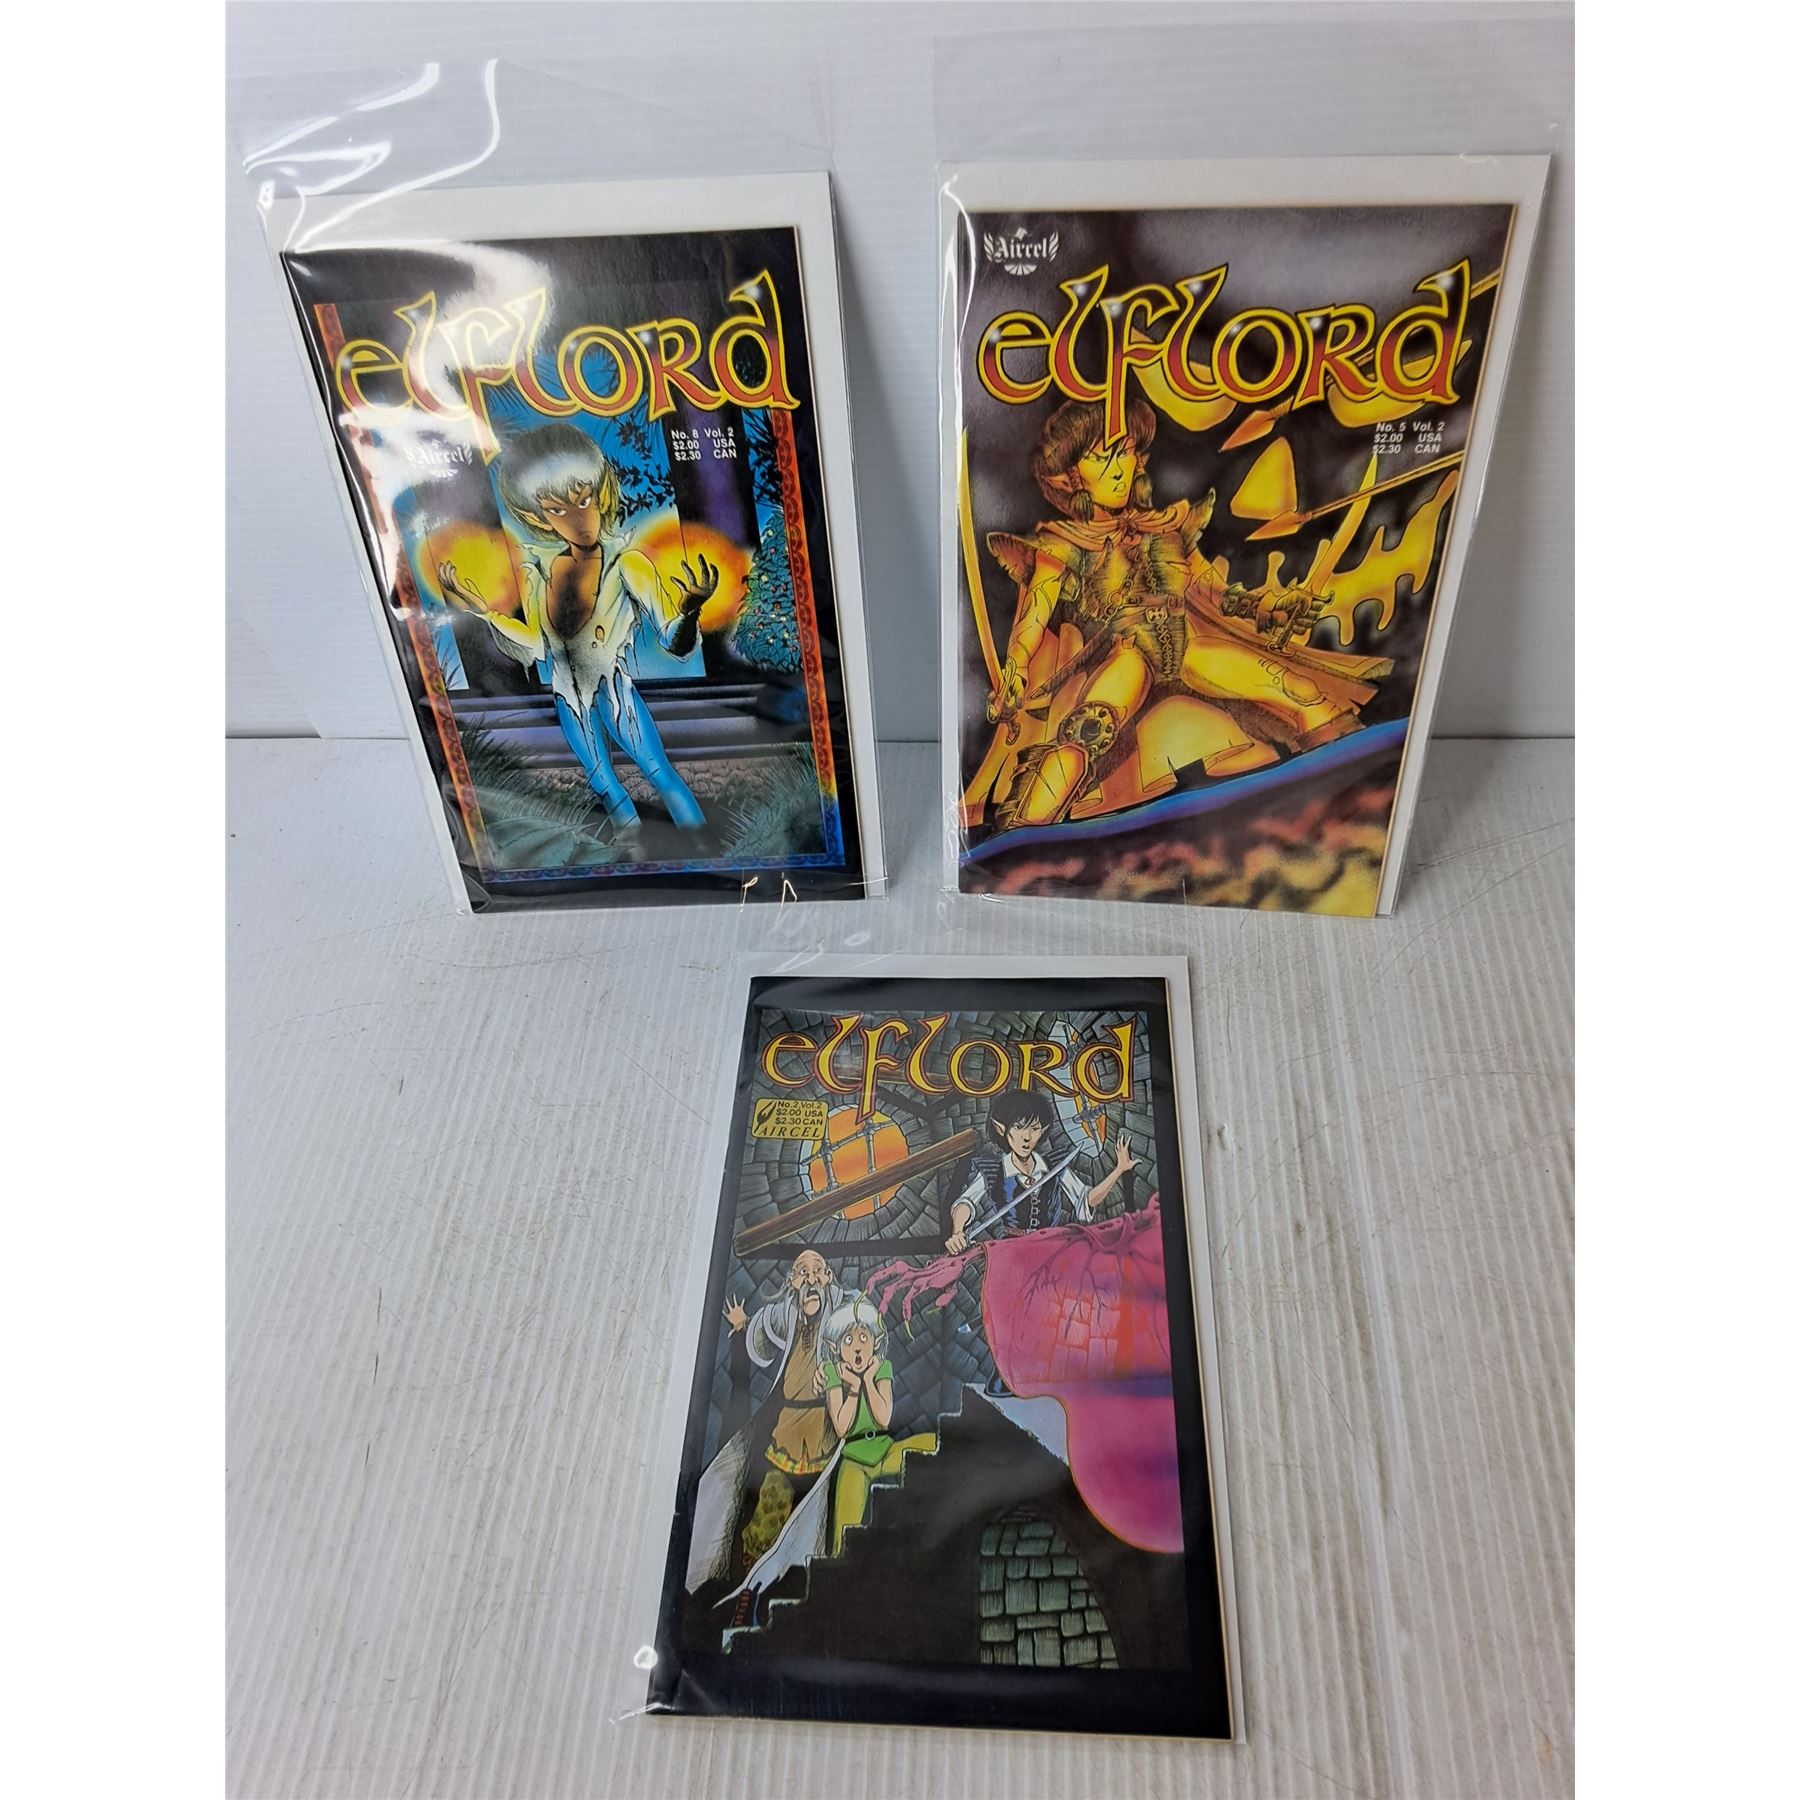 elflord
No. 8 Vol. 2
$2.00 USA
$2.30 CAN
Aircel
Aircel
elflord
No. 5 Vol. 2
$2.00 USA
$2.30 CAN
elflord
No.2, Vol.2
$2.00 USA
$2.30 CAN
AIRCEL